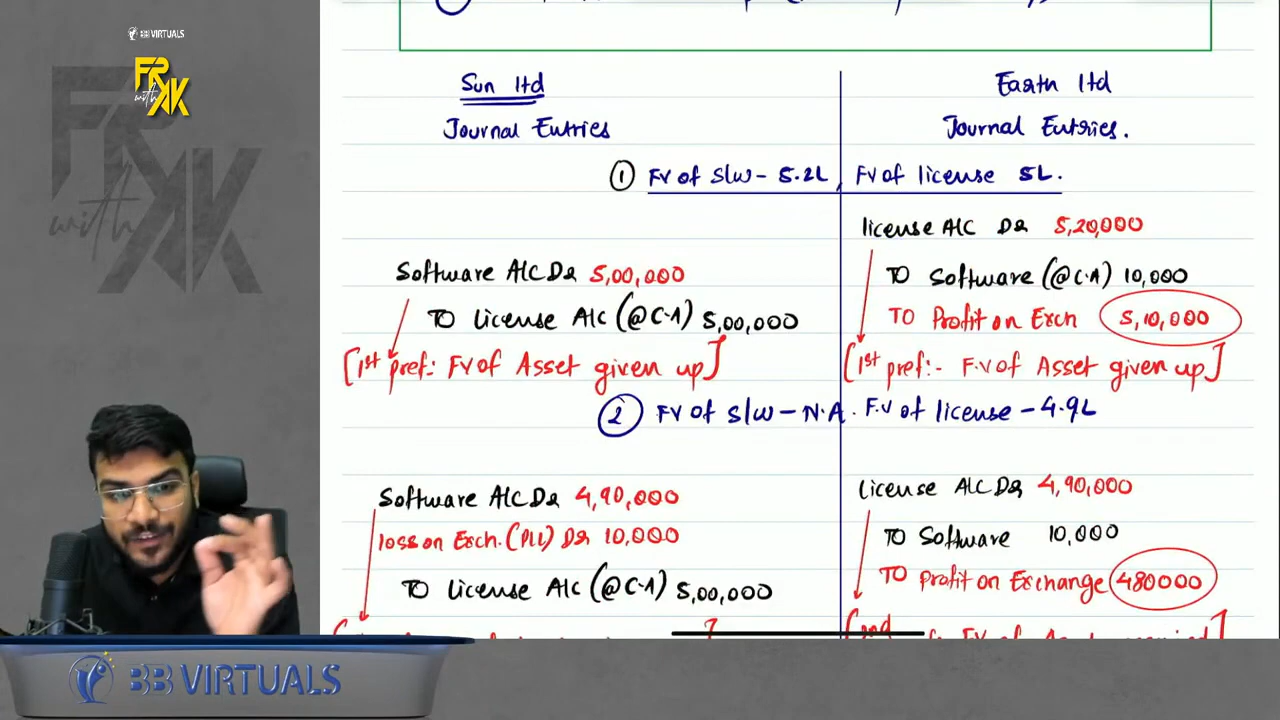 BB VIRTUALS
FR
with
AK
Sun ltd
Journal Entries
Earth ltd
Journal Entries.
① FV of S/W - 5.2L, FV of license 5L.
Software A/C Dr 5,00,000
TO License A/C (@C.A) 5,00,000
[1st pref: FV of Asset given up]
license A/C Dr 5,20,000
TO Software (@C.A) 10,000
TO Profit on Exch 5,10,000
[1st pref:- F.V of Asset given up]
② FV of S/W - N.A. F.V of license - 4.9L
Software A/C Dr 4,90,000
loss on Exch. (P/L) Dr 10,000
TO License A/C (@C.A) 5,00,000
License A/C Dr 4,90,000
TO Software 10,000
TO Profit on Exchange 480000
BB VIRTUALS